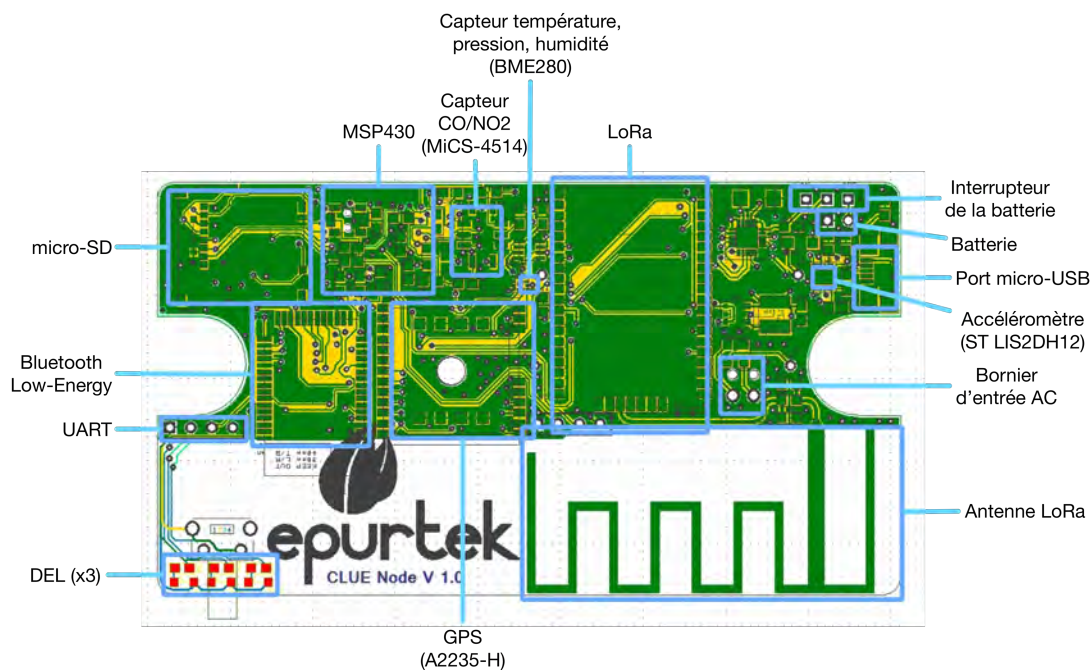 Capteur température,
pression, humidité
(BME280)
Capteur
CO/NO2
(MiCS-4514)
MSP430
LoRa
Interrupteur
de la batterie
micro-SD
Batterie
Port micro-USB
Accéléromètre
(ST LIS2DH12)
Bluetooth
Low-Energy
Bornier
d'entrée AC
UART
epurtek
CLUE Node V 1.0
Antenne LoRa
DEL (x3)
GPS
(A2235-H)